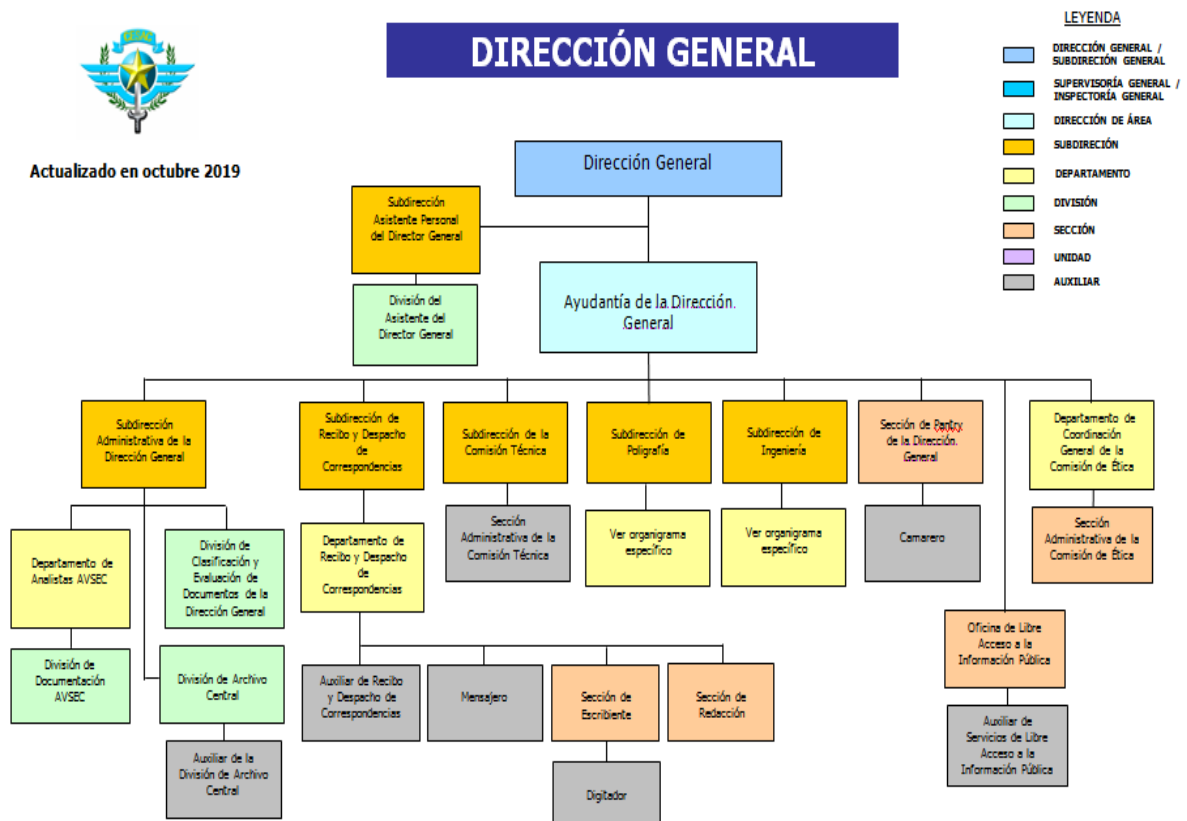 CESAC
DIRECCIÓN GENERAL
Actualizado en octubre 2019
LEYENDA
DIRECCIÓN GENERAL /
SUBDIRECIÓN GENERAL
SUPERVISORÍA GENERAL /
INSPECTORÍA GENERAL
DIRECCIÓN DE ÁREA
SUBDIRECIÓN
DEPARTAMENTO
DIVISIÓN
SECCIÓN
UNIDAD
AUXILIAR
Dirección General
Subdirección
Asistente Personal
del Director General
División del
Asistente del
Director General
Ayudantía de la Dirección
General
Subdirección
Administrativa de la
Dirección General
Subdirección de
Recibo y Despacho
de
Correspondencias
Subdirección de la
Comisión Técnica
Subdirección de
Poligrafía
Subdirección de
Ingeniería
Sección de Pantry
de la Dirección
General
Departamento de
Coordinación
General de la
Comisión de Ética
Departamento de
Analistas AVSEC
División de
Clasificación y
Evaluación de
Documentos de la
Dirección General
Departamento de
Recibo y Despacho
de
Correspondencias
Sección
Administrativa de la
Comisión Técnica
Ver organigrama
específico
Ver organigrama
específico
Camarero
Sección
Administrativa de la
Comisión de Ética
División de
Documentación
AVSEC
División de Archivo
Central
Auxiliar de la
División de Archivo
Central
Auxiliar de Recibo
y Despacho de
Correspondencias
Mensajero
Sección de
Escribiente
Sección de
Redacción
Digitador
Oficina de Libre
Acceso a la
Información Pública
Auxiliar de
Servicios de Libre
Acceso a la
Información Pública